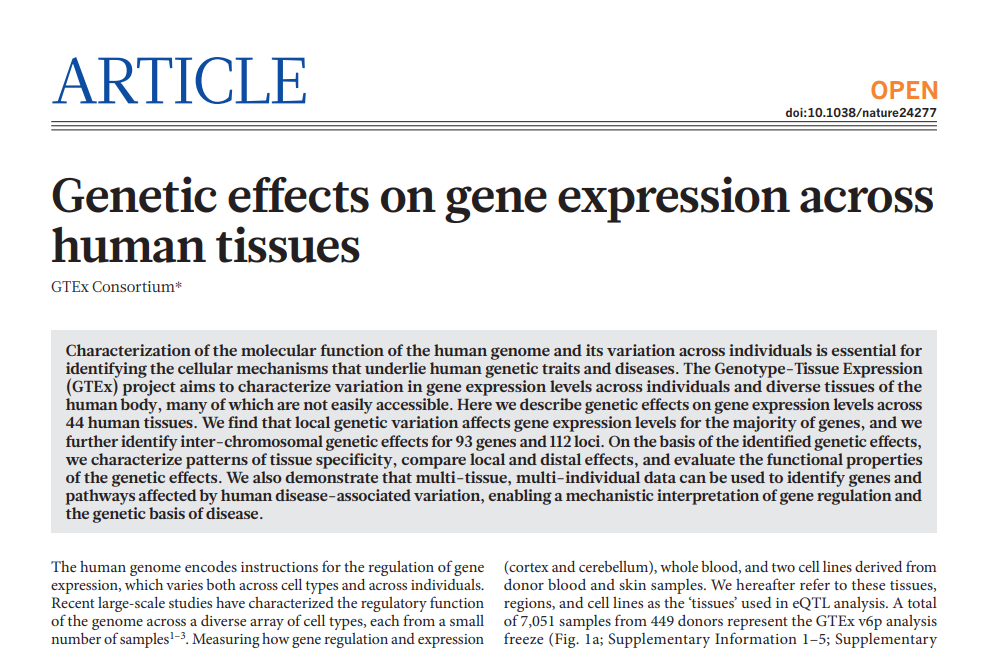 ARTICLE
OPEN
doi:10.1038/nature24277
Genetic effects on gene expression across
human tissues
GTEx Consortium*
Characterization of the molecular function of the human genome and its variation across individuals is essential for
identifying the cellular mechanisms that underlie human genetic traits and diseases. The Genotype-Tissue Expression
(GTEx) project aims to characterize variation in gene expression levels across individuals and diverse tissues of the
human body, many of which are not easily accessible. Here we describe genetic effects on gene expression levels across
44 human tissues. We find that local genetic variation affects gene expression levels for the majority of genes, and we
further identify inter-chromosomal genetic effects for 93 genes and 112 loci. On the basis of the identified genetic effects,
we characterize patterns of tissue specificity, compare local and distal effects, and evaluate the functional properties
of the genetic effects. We also demonstrate that multi-tissue, multi-individual data can be used to identify genes and
pathways affected by human disease-associated variation, enabling a mechanistic interpretation of gene regulation and
the genetic basis of disease.
The human genome encodes instructions for the regulation of gene
expression, which varies both across cell types and across individuals.
Recent large-scale studies have characterized the regulatory function
of the genome across a diverse array of cell types, each from a small
number of samples1–3. Measuring how gene regulation and expression
(cortex and cerebellum), whole blood, and two cell lines derived from
donor blood and skin samples. We hereafter refer to these tissues,
regions, and cell lines as the ‘tissues’ used in eQTL analysis. A total
of 7,051 samples from 449 donors represent the GTEx v6p analysis
freeze (Fig. 1a; Supplementary Information 1–5; Supplementary